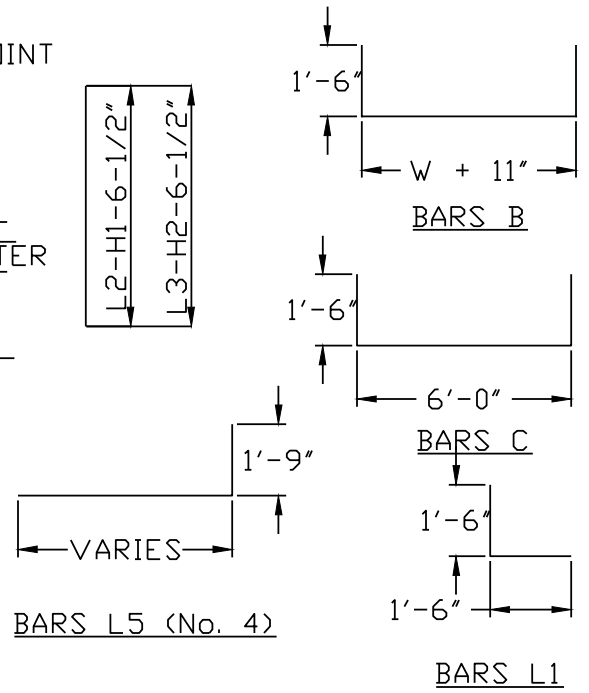 OINT
L2-H1-6-1/2"
L3-H2-6-1/2"
TER
1'-6"
W + 11"
BARS B
1'-6"
6'-0"
BARS C
1'-9"
VARIES
BARS L5 (No. 4)
1'-6"
1'-6"
BARS L1